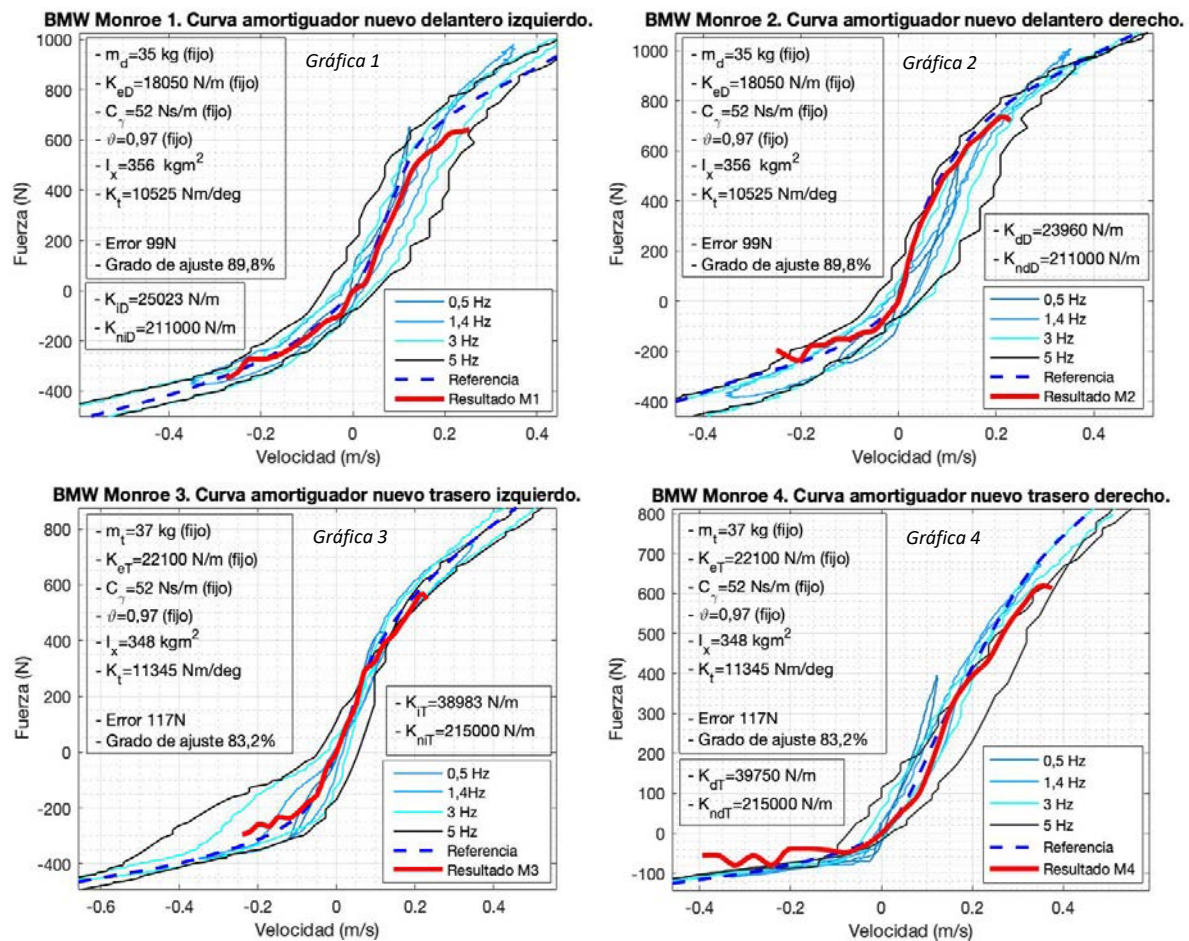 BMW Monroe 1. Curva amortiguador nuevo delantero izquierdo.
Gráfica 1
- m_d=35 kg (fijo)
- K_eD=18050 N/m (fijo)
- C_γ=52 Ns/m (fijo)
- ϑ=0,97 (fijo)
- I_x=356 kgm²
- K_t=10525 Nm/deg
- Error 99N
- Grado de ajuste 89,8%
- K_iD=25023 N/m
- K_niD=211000 N/m
0,5 Hz
1,4 Hz
3 Hz
5 Hz
Referencia
Resultado M1
Fuerza (N)
1000
800
600
400
200
0
-200
-400
-0.4
-0.2
0
0.2
0.4
Velocidad (m/s)
BMW Monroe 2. Curva amortiguador nuevo delantero derecho.
Gráfica 2
- m_d=35 kg (fijo)
- K_eD=18050 N/m (fijo)
- C_γ=52 Ns/m (fijo)
- ϑ=0,97 (fijo)
- I_x=356 kgm²
- K_t=10525 Nm/deg
- Error 99N
- Grado de ajuste 89,8%
- K_dD=23960 N/m
- K_ndD=211000 N/m
0,5 Hz
1,4 Hz
3 Hz
5 Hz
Referencia
Resultado M2
Fuerza (N)
1000
800
600
400
200
0
-200
-400
-0.4
-0.2
0
0.2
0.4
Velocidad (m/s)
BMW Monroe 3. Curva amortiguador nuevo trasero izquierdo.
Gráfica 3
- m_t=37 kg (fijo)
- K_eT=22100 N/m (fijo)
- C_γ=52 Ns/m (fijo)
- ϑ=0,97 (fijo)
- I_x=348 kgm²
- K_t=11345 Nm/deg
- Error 117N
- Grado de ajuste 83,2%
- K_iT=38983 N/m
- K_niT=215000 N/m
0,5 Hz
1,4Hz
3 Hz
5 Hz
Referencia
Resultado M3
Fuerza (N)
800
600
400
200
0
-200
-400
-0.6
-0.4
-0.2
0
0.2
0.4
Velocidad (m/s)
BMW Monroe 4. Curva amortiguador nuevo trasero derecho.
Gráfica 4
- m_t=37 kg (fijo)
- K_eT=22100 N/m (fijo)
- C_γ=52 Ns/m (fijo)
- ϑ=0,97 (fijo)
- I_x=348 kgm²
- K_t=11345 Nm/deg
- Error 117N
- Grado de ajuste 83,2%
- K_dT=39750 N/m
- K_ndT=215000 N/m
0,5 Hz
1,4 Hz
3 Hz
5 Hz
Referencia
Resultado M4
Fuerza (N)
800
700
600
500
400
300
200
100
0
-100
-0.4
-0.2
0
0.2
0.4
Velocidad (m/s)